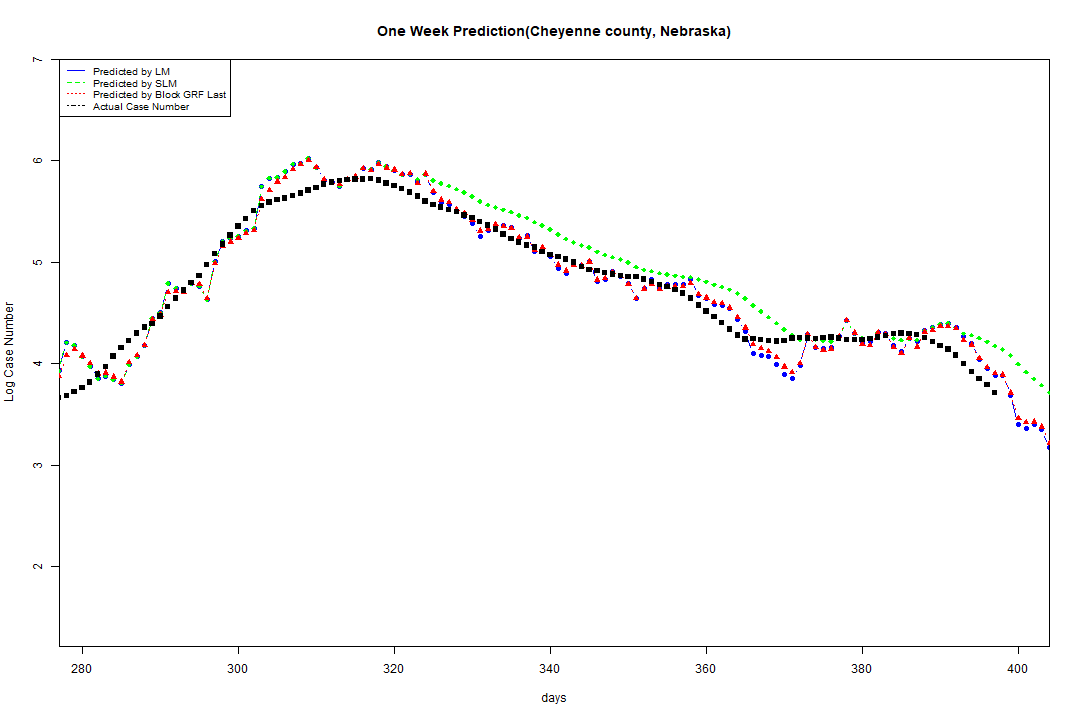 One Week Prediction(Cheyenne county, Nebraska)
Predicted by LM
Predicted by SLM
Predicted by Block GRF Last
Actual Case Number
7
6
5
4
3
2
Log Case Number
280 300 320 340 360 380 400
days